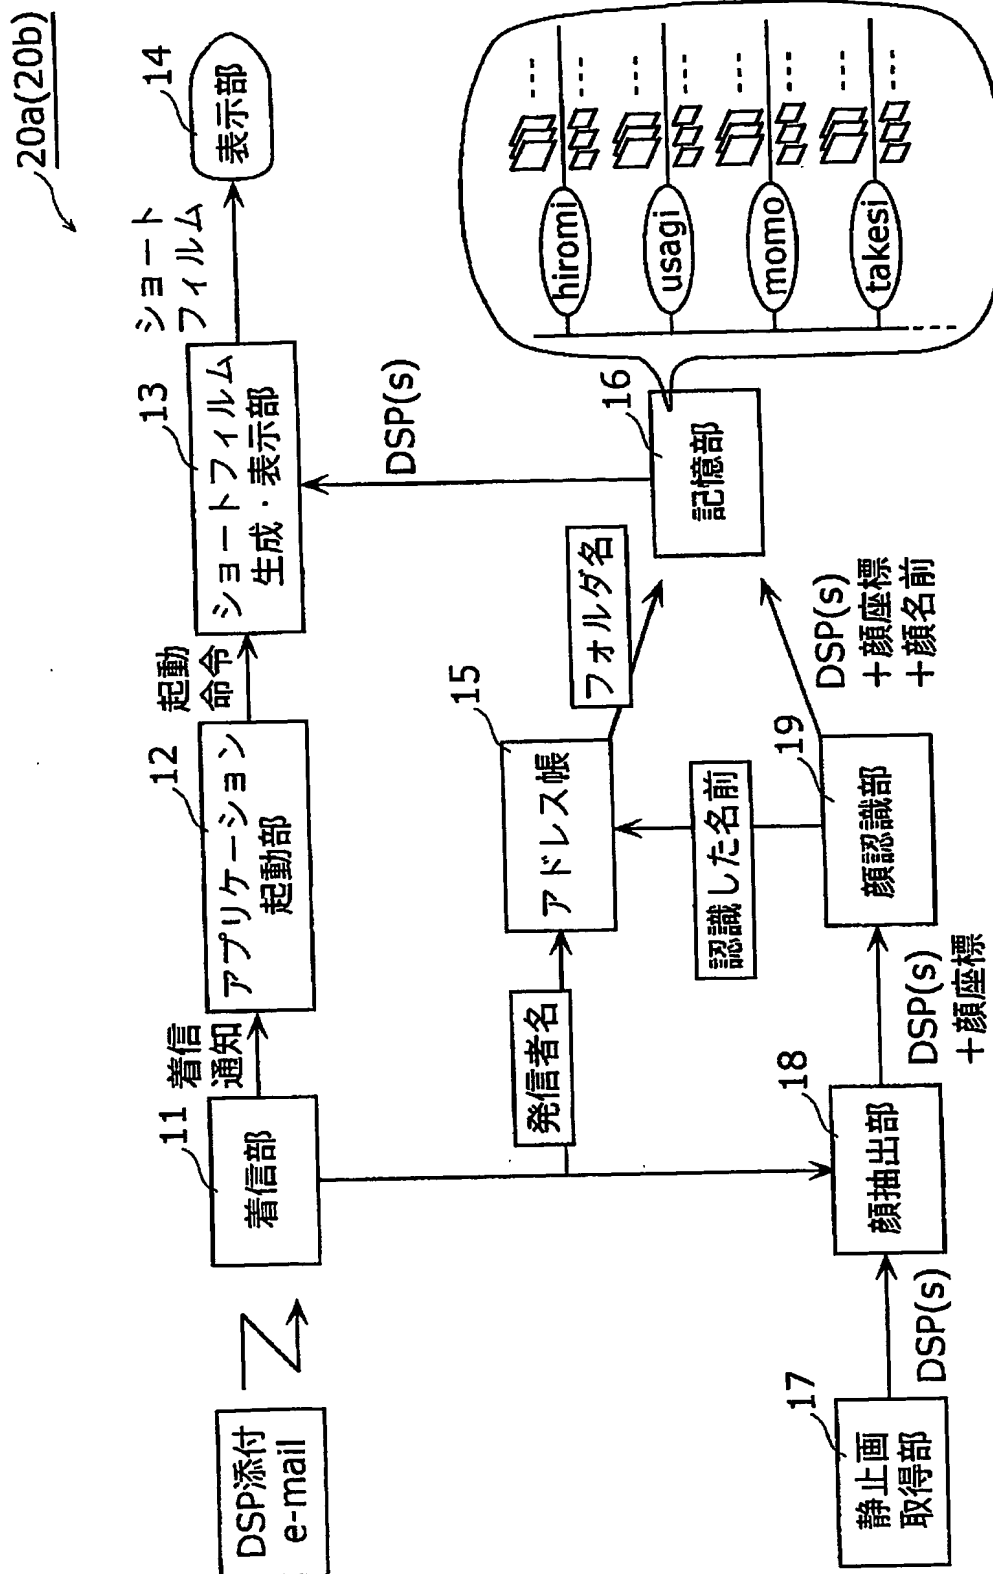 20a(20b)
DSP添付
e-mail
11
着信部
着信
通知
12
アプリケーション
起動部
起動
命令
13
ショートフィルム
生成・表示部
ショート
フィルム
14
表示部
発信者名
15
アドレス帳
フォルダ名
DSP(s)
16
記憶部
hiromi
usagi
momo
takesi
認識した名前
17
静止画
取得部
DSP(s)
18
顔抽出部
DSP(s)
+顔座標
19
顔認識部
DSP(s)
+顔座標
+顔名前